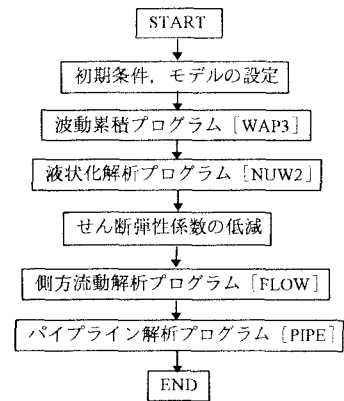 START
初期条件，モデルの設定
波動累積プログラム［WAP3］
液状化解析プログラム［NUW2］
せん断弾性係数の低減
側方流動解析プログラム［FLOW］
パイプライン解析プログラム［PIPE］
END